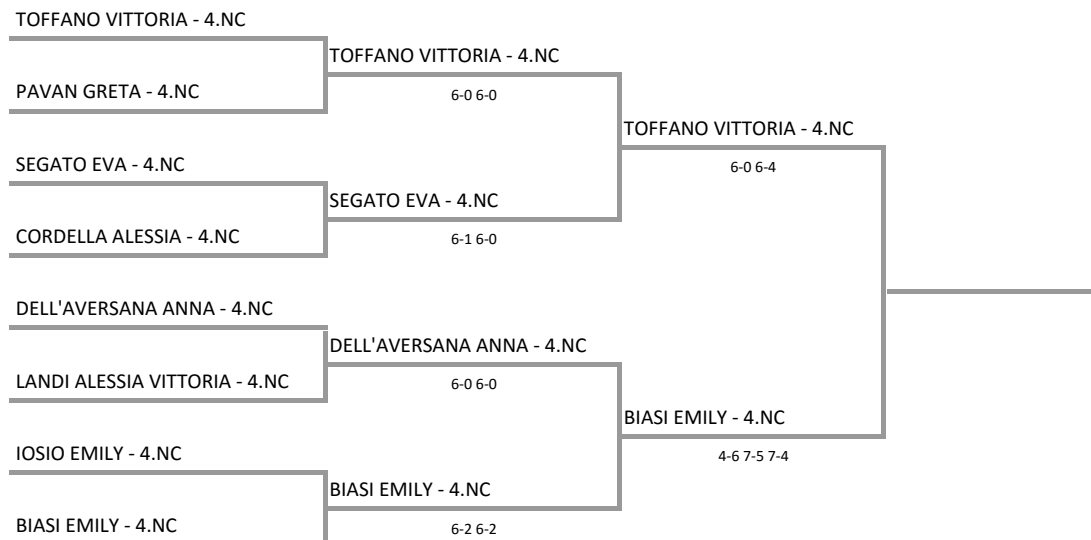 TOFFANO VITTORIA - 4.NC
TOFFANO VITTORIA - 4.NC
PAVAN GRETA - 4.NC
6-0 6-0
TOFFANO VITTORIA - 4.NC
SEGATO EVA - 4.NC
6-0 6-4
SEGATO EVA - 4.NC
CORDELLA ALESSIA - 4.NC
6-1 6-0
DELL'AVERSANA ANNA - 4.NC
DELL'AVERSANA ANNA - 4.NC
LANDI ALESSIA VITTORIA - 4.NC
6-0 6-0
BIASI EMILY - 4.NC
IOSIO EMILY - 4.NC
4-6 7-5 7-4
BIASI EMILY - 4.NC
BIASI EMILY - 4.NC
6-2 6-2